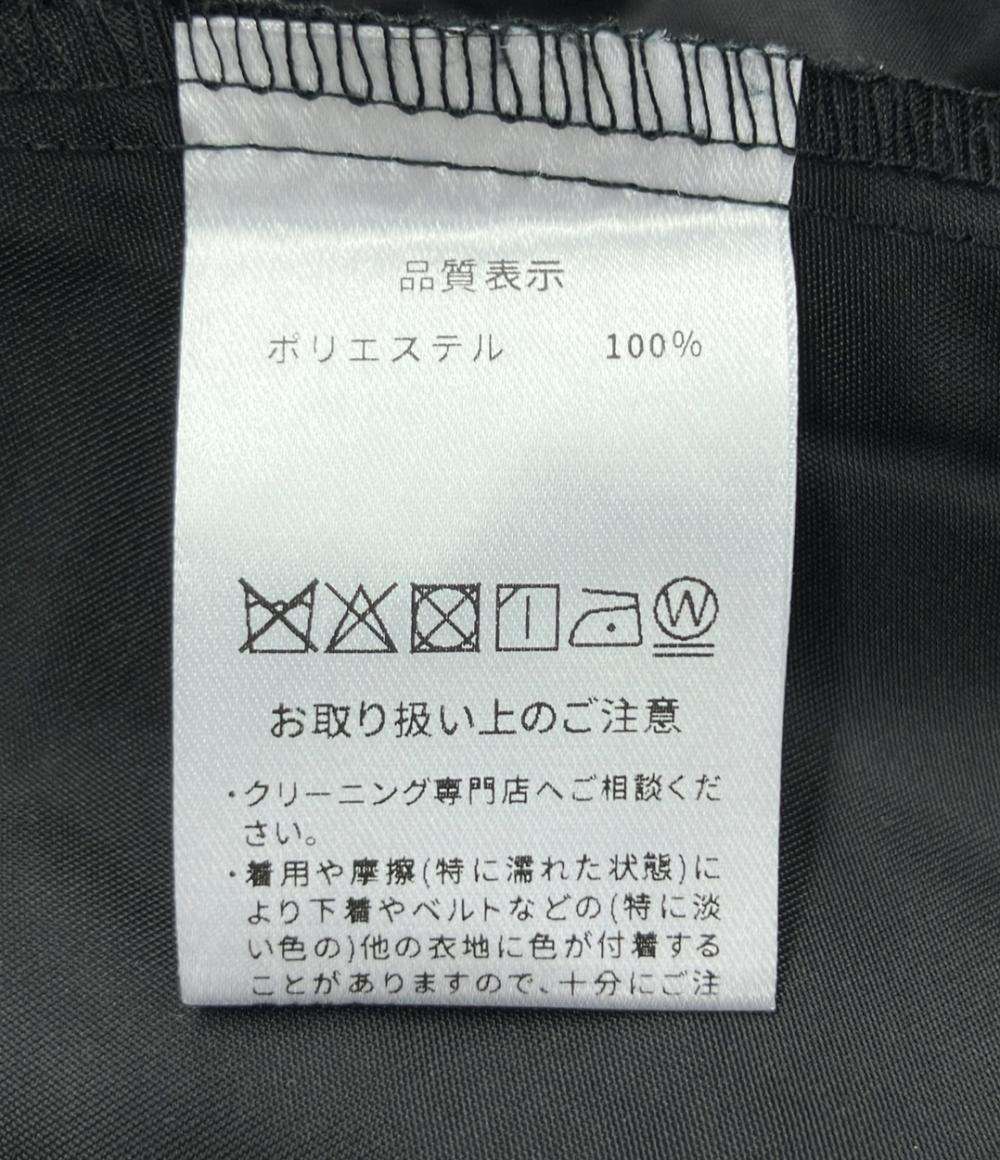 品質表示
ポリエステル 100%
W
お取り扱い上のご注意
・クリーニング専門店へご相談くだ
さい。
・着用や摩擦(特に濡れた状態)に
より下着やベルトなどの(特に淡
い色の)他の衣地に色が付着する
ことがありますので、十分にご注